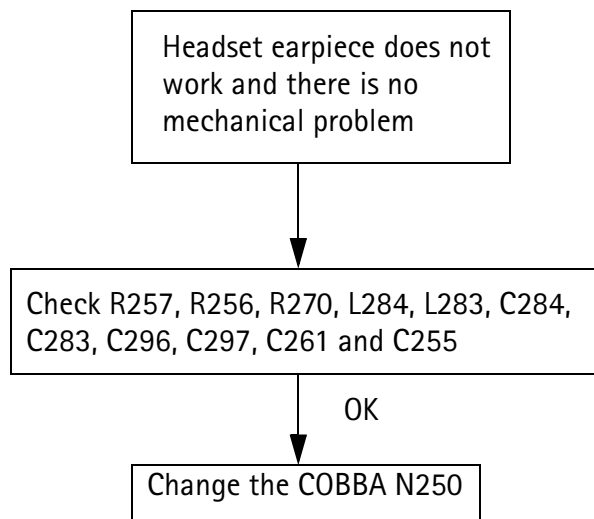 Headset earpiece does not
work and there is no
mechanical problem
Check R257, R256, R270, L284, L283, C284,
C283, C296, C297, C261 and C255
OK
Change the COBBA N250